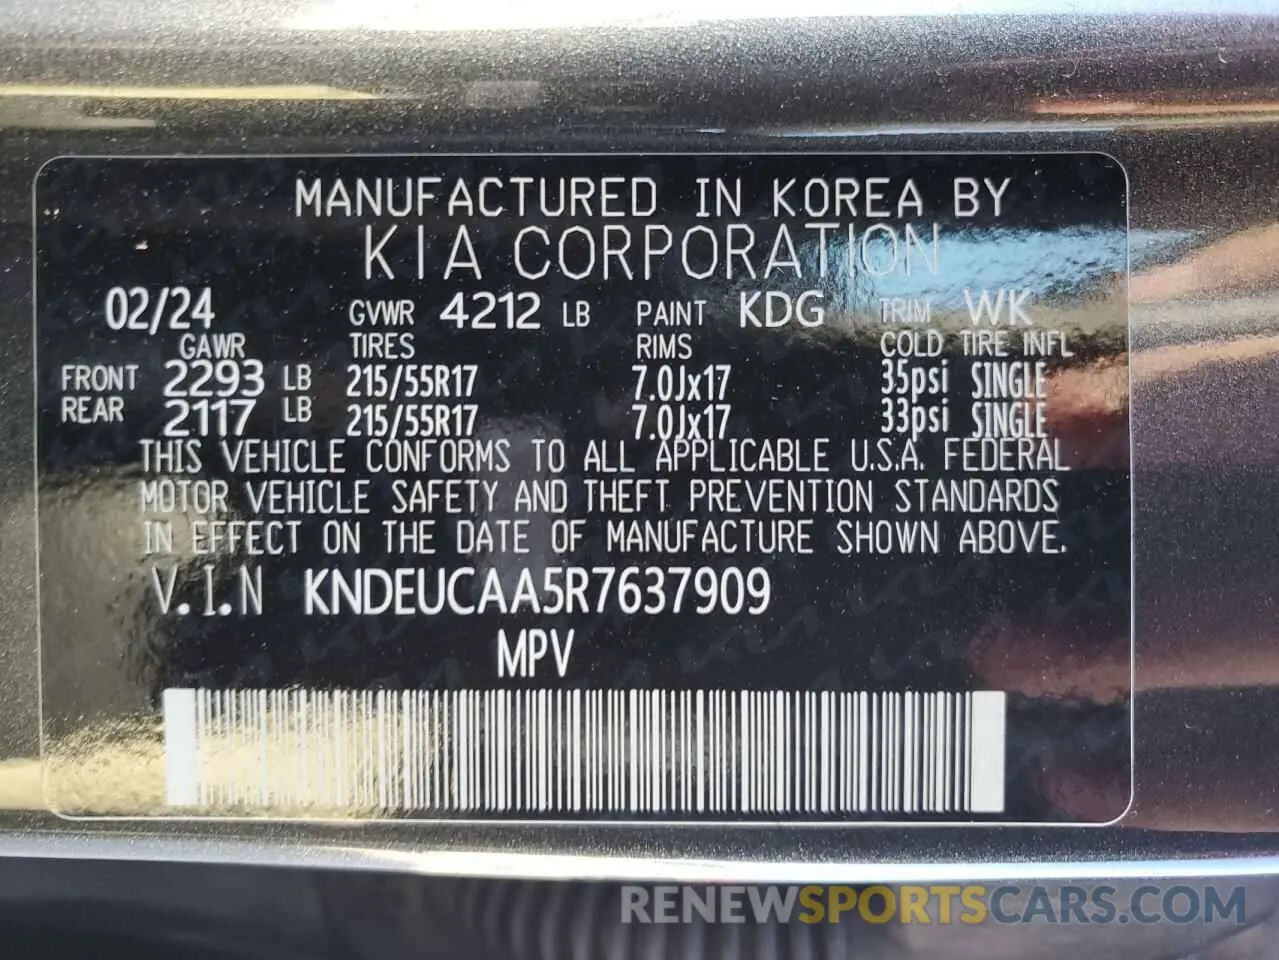 MANUFACTURED IN KOREA BY
KIA CORPORATION
02/24 GVWR 4212 LB PAINT KDG TRIM WK
GAWR TIRES RIMS COLD TIRE INFL
FRONT 2293 LB 215/55R17 7.0Jx17 35psi SINGLE
REAR 2117 LB 215/55R17 7.0Jx17 33psi SINGLE
THIS VEHICLE CONFORMS TO ALL APPLICABLE U.S.A. FEDERAL
MOTOR VEHICLE SAFETY AND THEFT PREVENTION STANDARDS
IN EFFECT ON THE DATE OF MANUFACTURE SHOWN ABOVE.
V.I.N KNDEUCAA5R7637909
MPV
RENEWSPORTSCARS.COM